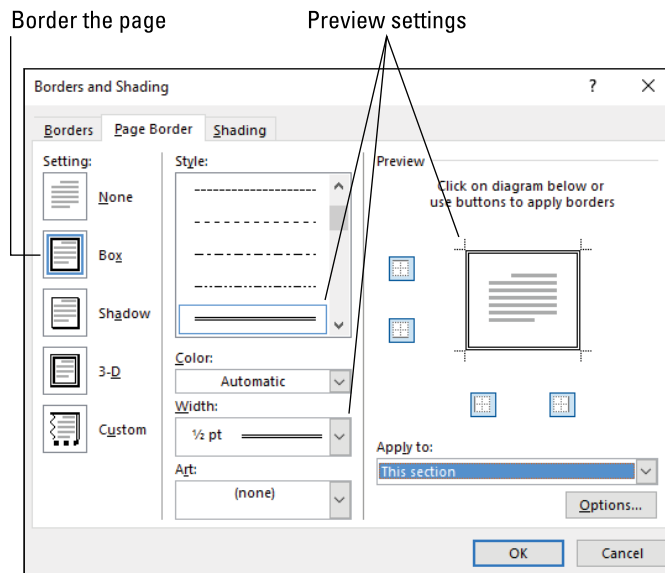 Border the page
Preview settings
Borders and Shading
?
Borders
Page Border
Shading
Setting:
None
Box
Shadow
3-D
Custom
Style:
Color:
Automatic
Width:
½ pt
Art:
(none)
Preview
Click on diagram below or
use buttons to apply borders
Apply to:
This section
Options...
OK
Cancel